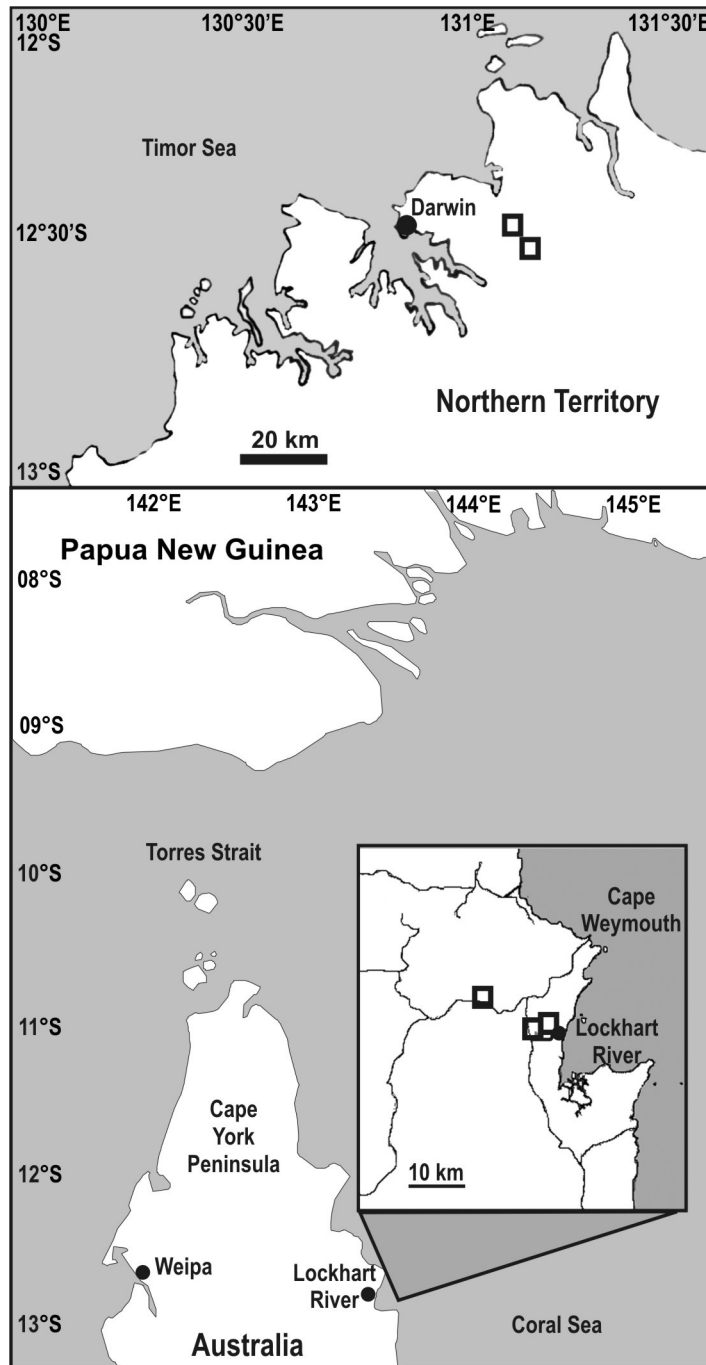 130°E 130°30'E 131°E 131°30'E
12°S
Timor Sea
Darwin
12°30'S
Northern Territory
20 km
13°S
142°E 143°E 144°E 145°E
Papua New Guinea
08°S
09°S
Torres Strait
10°S
Cape
Weymouth
11°S
Lockhart
River
Cape
York
Peninsula
10 km
12°S
Weipa
Lockhart
River
13°S
Coral Sea
Australia